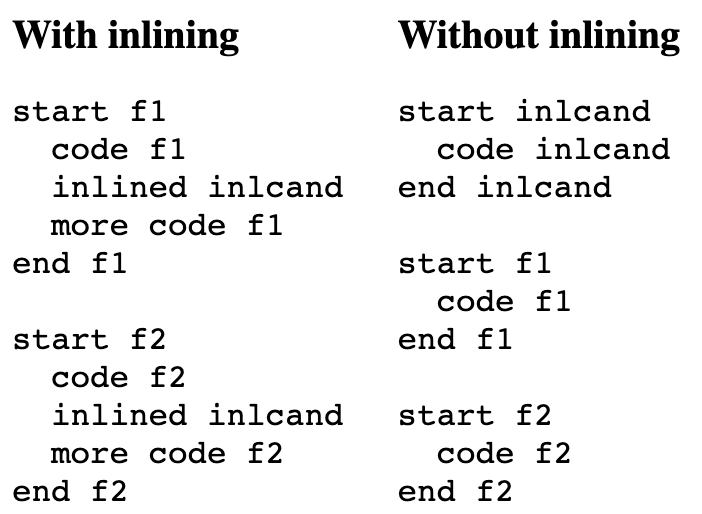 With inlining
start f1
  code f1
  inlined inlcand
  more code f1
end f1

start f2
  code f2
  inlined inlcand
  more code f2
end f2

Without inlining
start inlcand
  code inlcand
end inlcand

start f1
  code f1
end f1

start f2
  code f2
end f2